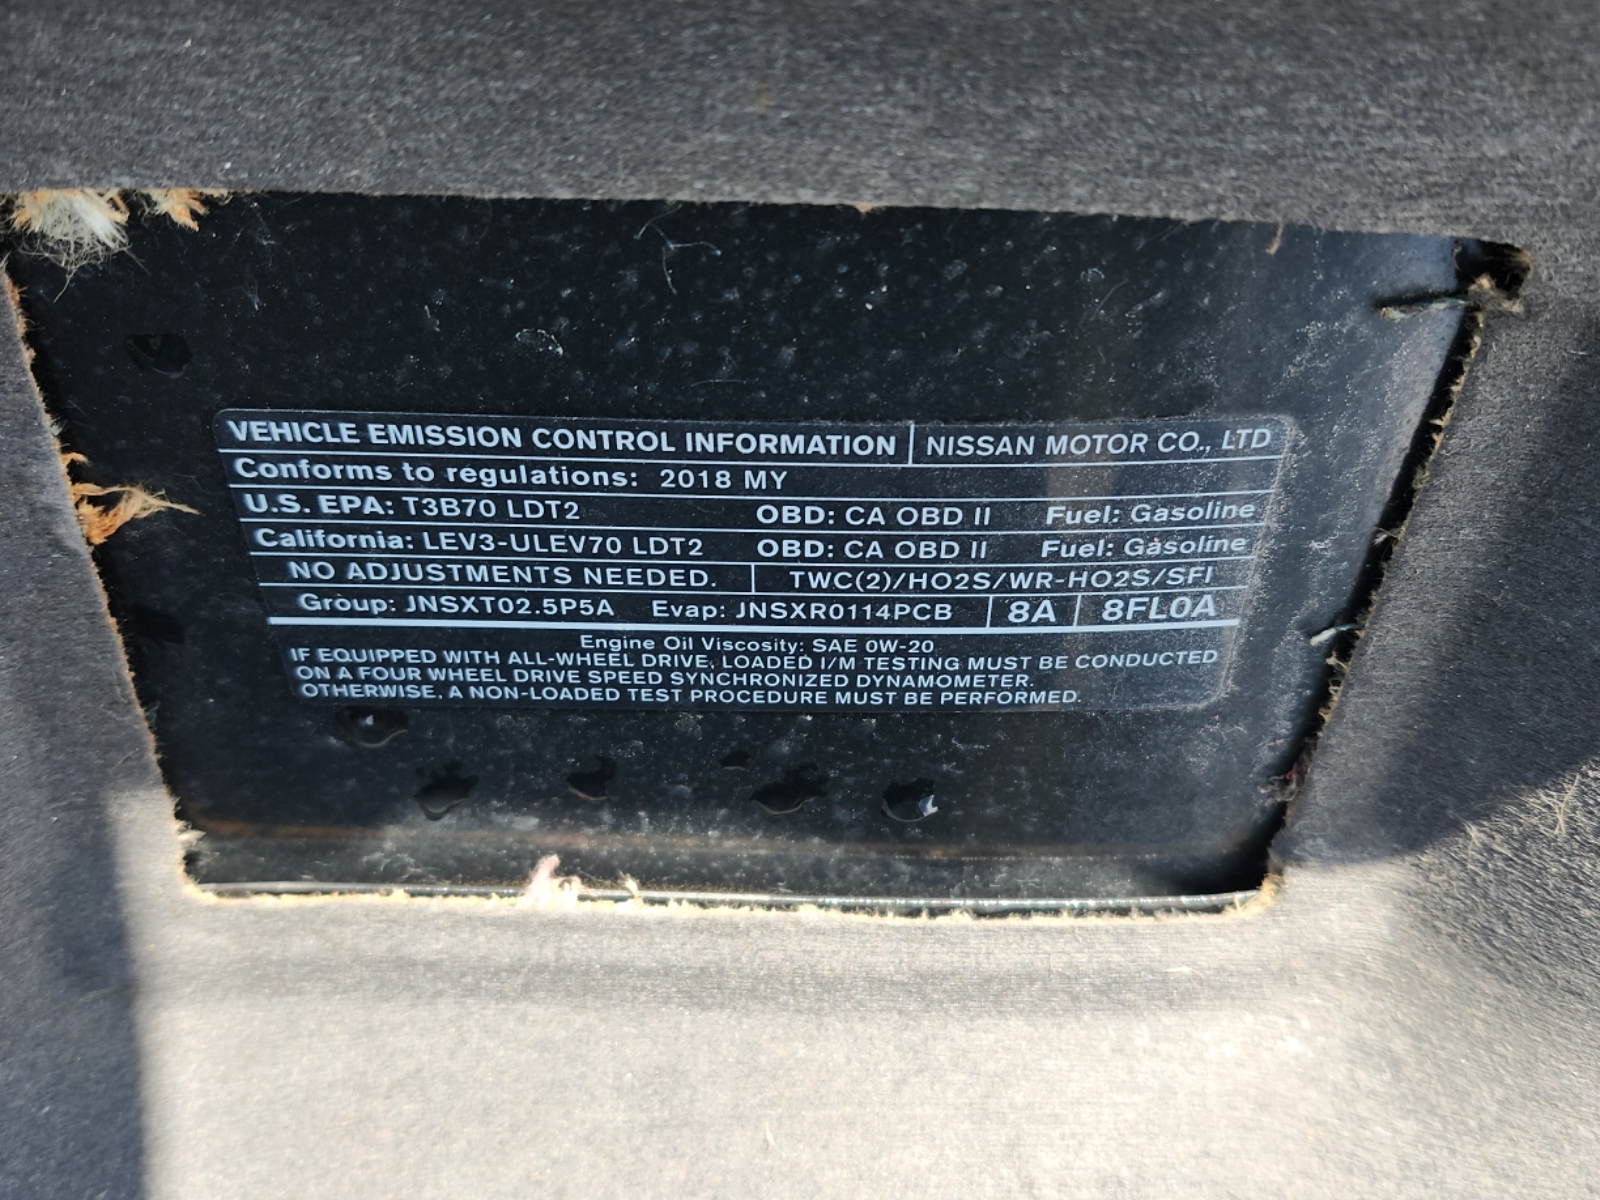 VEHICLE EMISSION CONTROL INFORMATION NISSAN MOTOR CO., LTD
Conforms to regulations: 2018 MY
U.S. EPA: T3B70 LDT2 OBD: CA OBD II Fuel: Gasoline
California: LEV3-ULEV70 LDT2 OBD: CA OBD II Fuel: Gasoline
NO ADJUSTMENTS NEEDED. TWC(2)/HO2S/WR-HO2S/SFI
Group: JNSXT02.5P5A Evap: JNSXR0114PCB 8A 8FL0A
Engine Oil Viscosity: SAE 0W-20
IF EQUIPPED WITH ALL-WHEEL DRIVE, LOADED I/M TESTING MUST BE CONDUCTED
ON A FOUR WHEEL DRIVE SPEED SYNCHRONIZED DYNAMOMETER.
OTHERWISE, A NON-LOADED TEST PROCEDURE MUST BE PERFORMED.